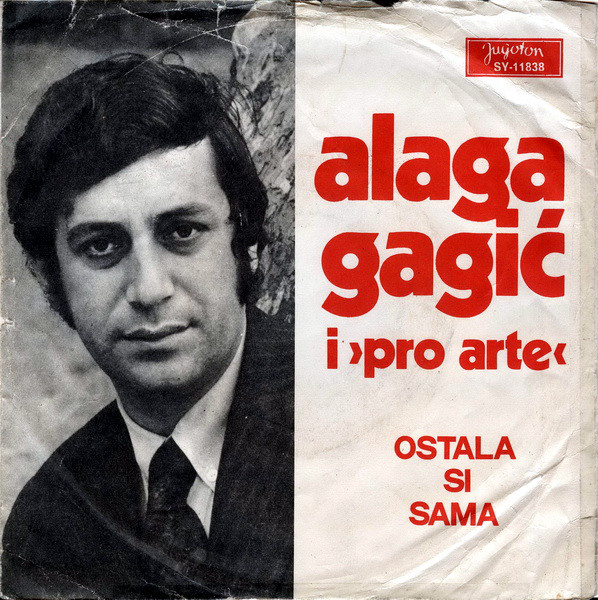 Jugoton
SY-11838
alaga
gagić
i ›pro arte‹
OSTALA
SI
SAMA